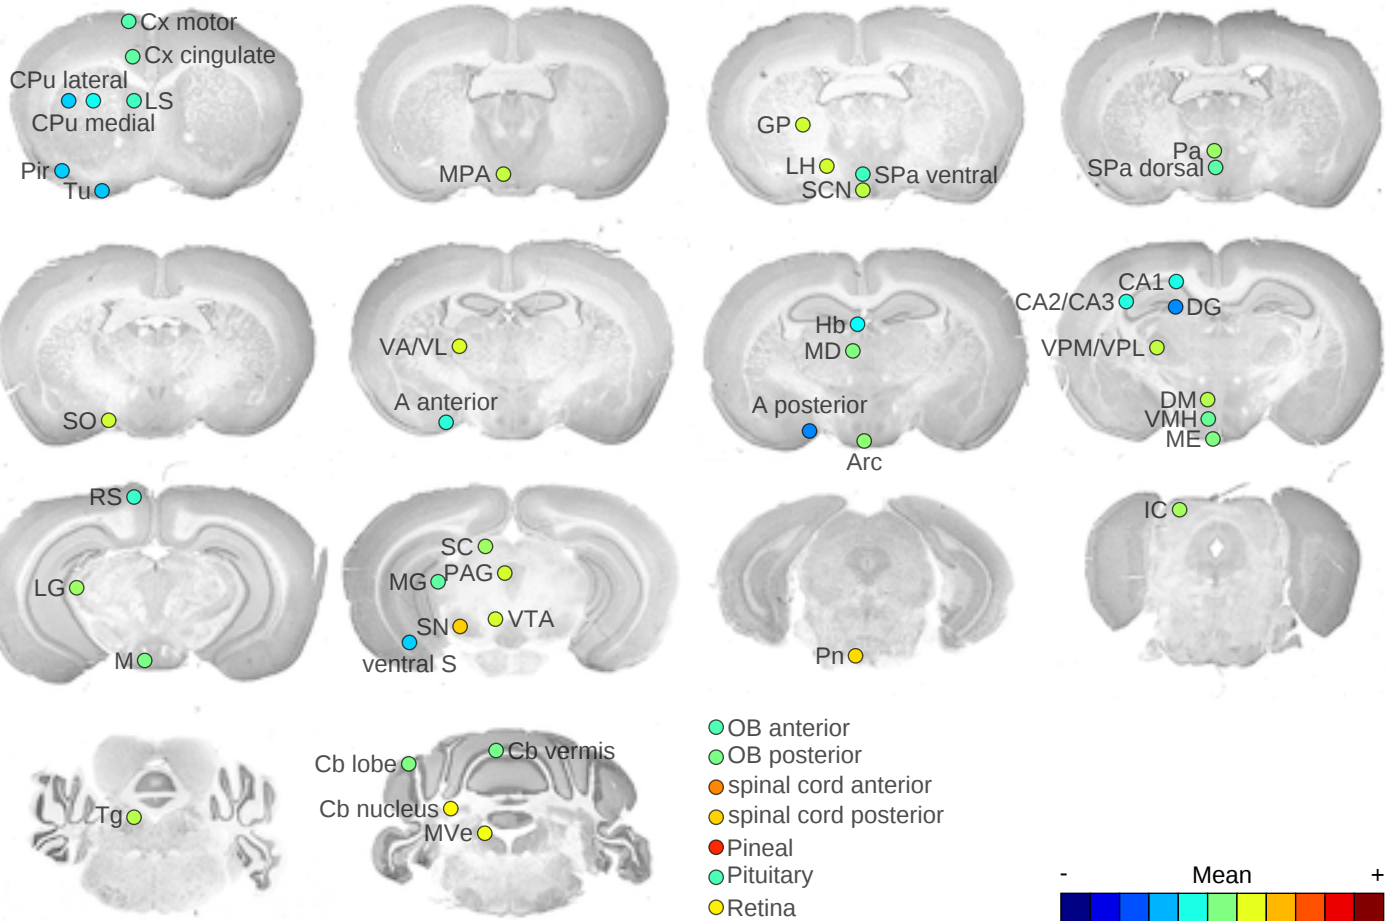 Cx motor
Cx cingulate
CPu lateral
LS
CPu medial
Pir
Tu
MPA
GP
LH
SPa ventral
SCN
Pa
SPa dorsal
SO
VA/VL
A anterior
Hb
MD
A posterior
Arc
CA1
CA2/CA3
DG
VPM/VPL
DM
VMH
ME
RS
LG
M
SC
MG
PAG
SN
VTA
ventral S
Pn
IC
Tg
Cb lobe
Cb vermis
Cb nucleus
MVe
OB anterior
OB posterior
spinal cord anterior
spinal cord posterior
Pineal
Pituitary
Retina
- Mean +